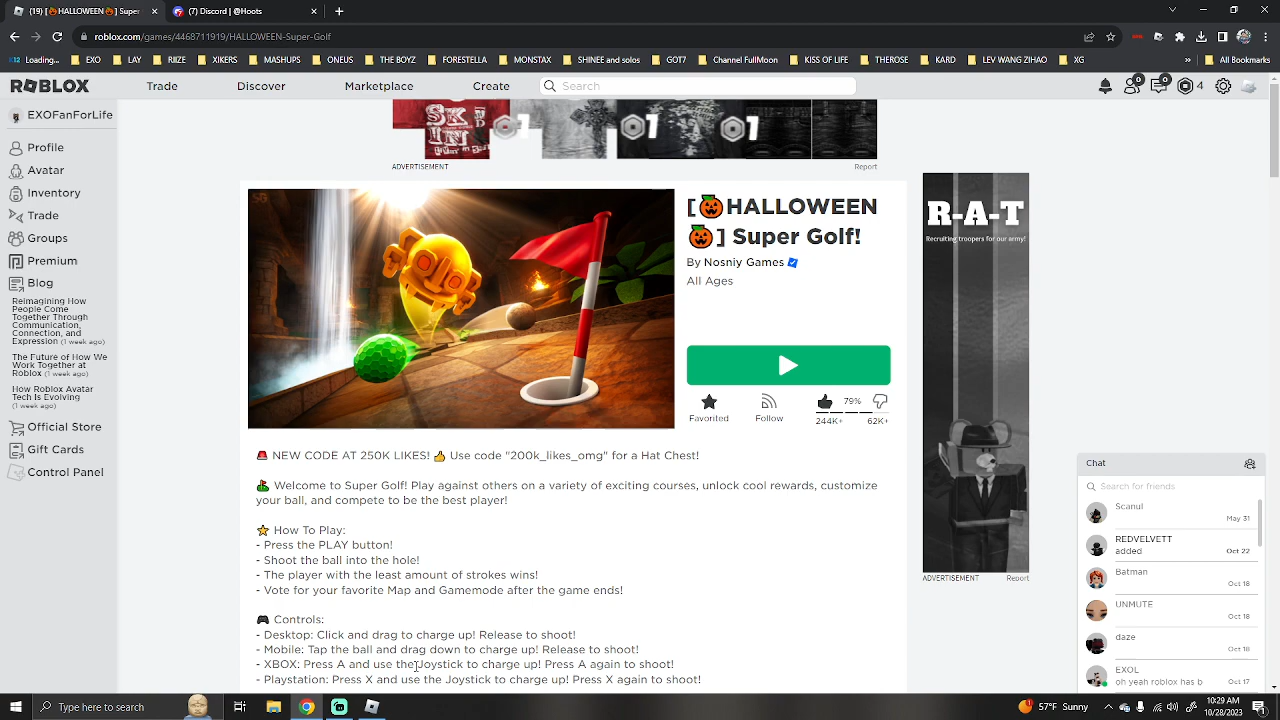 (19) [🎃HALLOWEEN🎃] Super
(7) Discord | @Hoots
roblox.com/games/4468711919/HALLOWEEN-Super-Golf
Loading...
EXO
LAY
RIIZE
XIKERS
MASHUPS
ONEUS
THE BOYZ
FORESTELLA
MONSTAX
SHINEE and solos
GOT7
Channel FullMoon
KISS OF LIFE
THEROSE
KARD
LEV WANG ZHAO
XG
»
All Bookmarks
ROBLOX
Trade
Discover
Marketplace
Create
Search
4
EXOFanForLife
Profile
Avatar
Inventory
Trade
Groups
Premium
Blog
Reimagining How
People Come
Together Through
Communication,
Connection, and
Expression (1 week ago)
The Future of How We
Work Together at
Roblox (1 week ago)
How Roblox Avatar
Tech Is Evolving
(1 week ago)
Official Store
Gift Cards
Control Panel
SKIN
1
1
1
ADVERTISEMENT
Report
SG
[🎃HALLOWEEN
🎃] Super Golf!
By Nosniy Games
All Ages
Favorited
Follow
79%
244K+
62K+
🚨 NEW CODE AT 250K LIKES! 👍 Use code "200k_likes_omg" for a Hat Chest!
⛳ Welcome to Super Golf! Play against others on a variety of exciting courses, unlock cool rewards, customize
your ball, and compete to be the best player!
⭐ How To Play:
- Press the PLAY button!
- Shoot the ball into the hole!
- The player with the least amount of strokes wins!
- Vote for your favorite Map and Gamemode after the game ends!
🎮 Controls:
- Desktop: Click and drag to charge up! Release to shoot!
- Mobile: Tap the ball and drag down to charge up! Release to shoot!
- XBOX: Press A and use the Joystick to charge up! Press A again to shoot!
- Playstation: Press X and use the Joystick to charge up! Press X again to shoot!
R-A-T
Recruiting troopers for our army!
ADVERTISEMENT
Report
Chat
Search for friends
Scanul
May 31
REDVELVETT
added
Oct 22
Batman
Oct 18
UNMUTE
Oct 18
daze
Oct 18
EXOL
oh yeah roblox has b
Oct 17
Type here to search
57°F Sunny
10:29 AM
10/28/2023